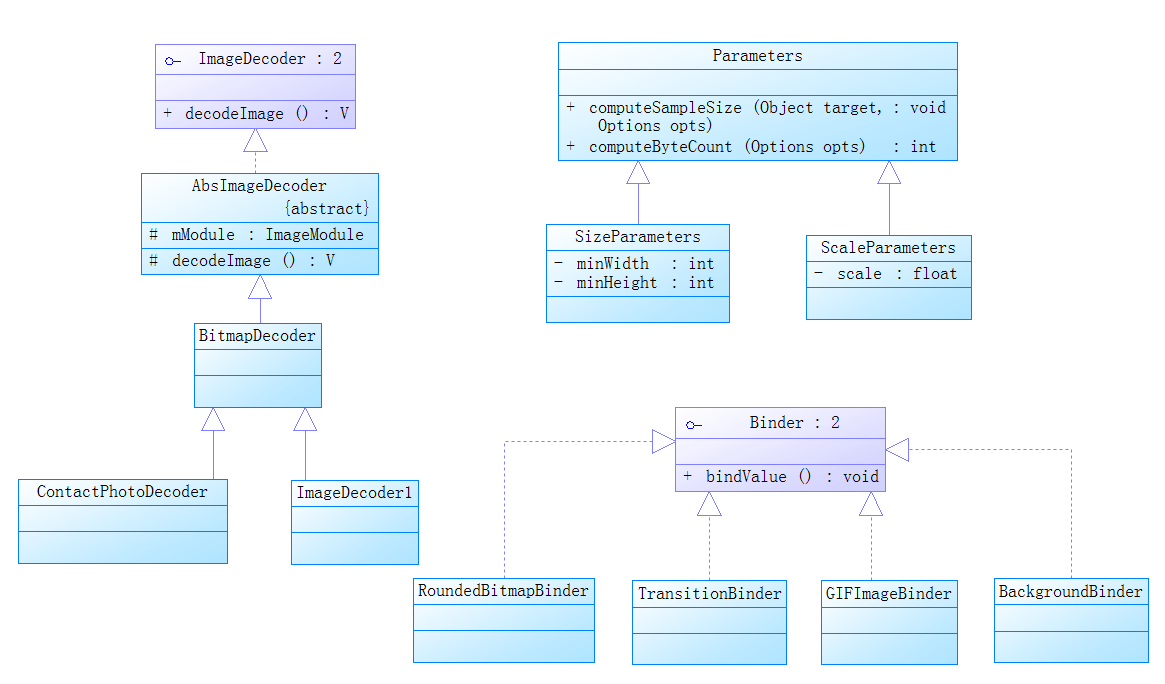 ImageDecoder : 2
+ decodeImage () : V
AbsImageDecoder
{abstract}
# mModule : ImageModule
# decodeImage () : V
BitmapDecoder
ContactPhotoDecoder
ImageDecoder1
Parameters
+ computeSampleSize (Object target, : void
Options opts)
+ computeByteCount (Options opts) : int
SizeParameters
- minWidth : int
- minHeight : int
ScaleParameters
- scale : float
Binder : 2
+ bindValue () : void
RoundedBitmapBinder
TransitionBinder
GIFImageBinder
BackgroundBinder